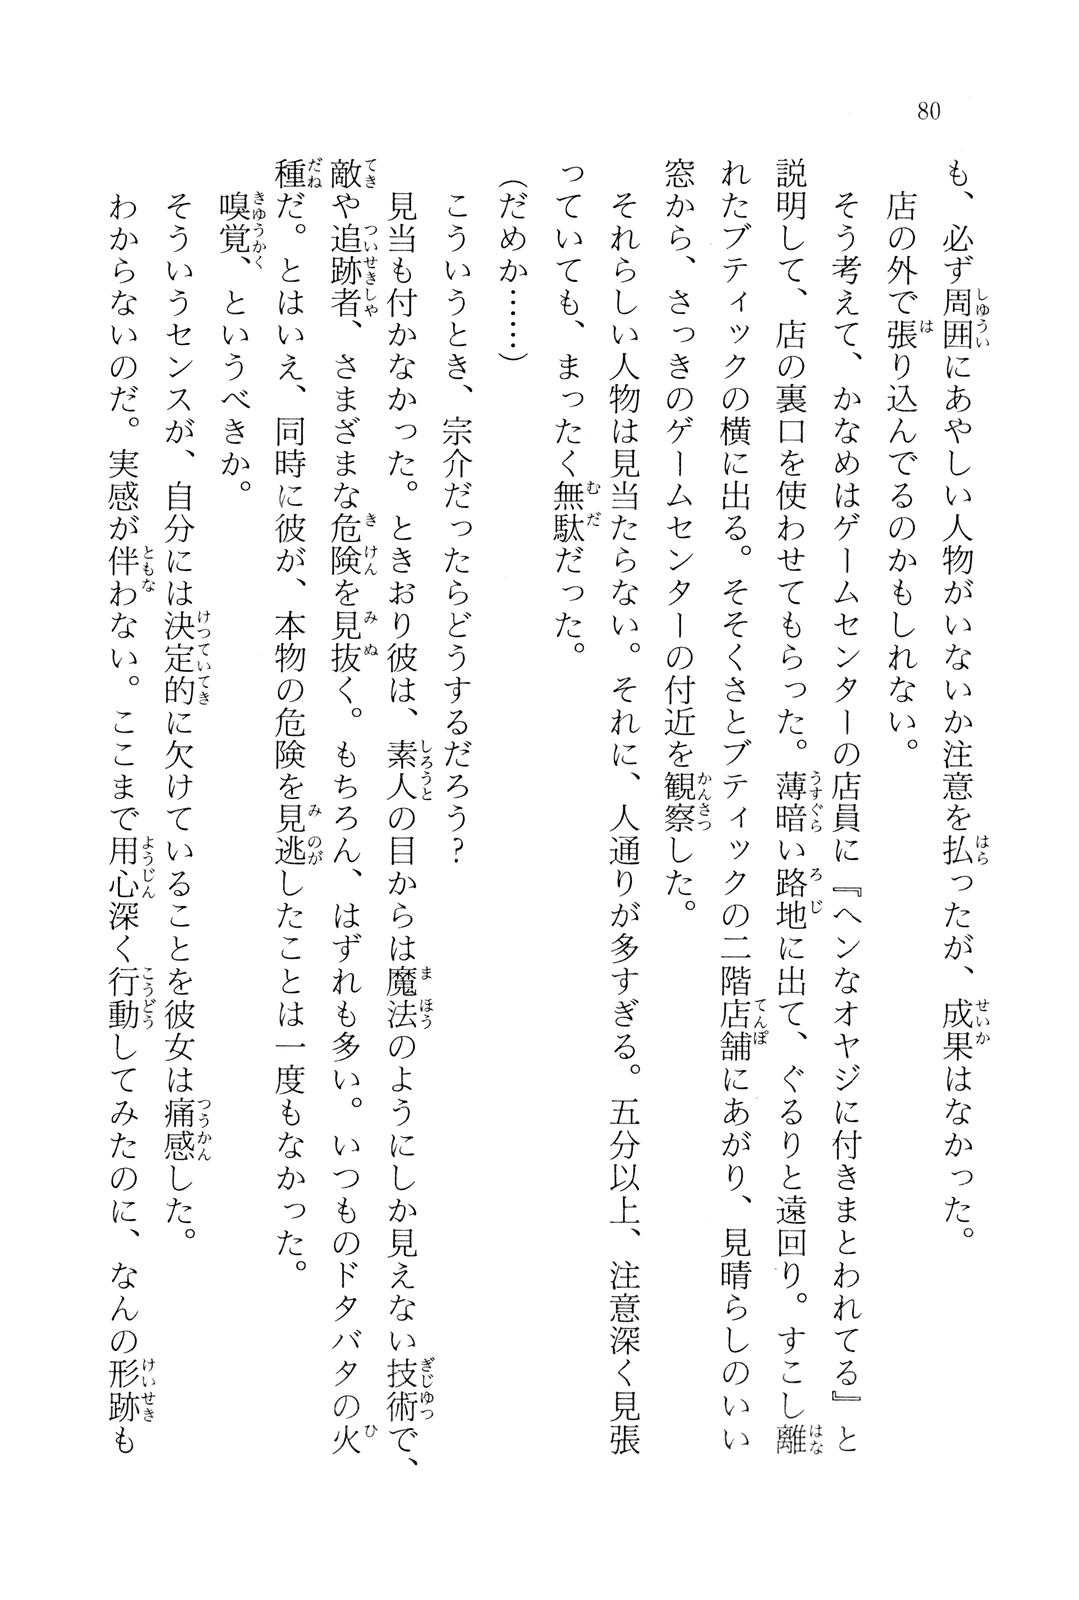 80
も、必ず周囲にあやしい人物がいないか注意を払ったが、成果はなかった。
店の外で張り込んでるのかもしれない。
そう考えて、かなめはゲームセンターの店員に『ヘンなオヤジに付きまとわれてる』と
説明して、店の裏口を使わせてもらった。薄暗い路地に出て、ぐるりと遠回り。すこし離
れたブティックの横に出る。そそくさとブティックの二階店舗にあがり、見晴らしのいい
窓から、さっきのゲームセンターの付近を観察した。
それらしい人物は見当たらない。それに、人通りが多すぎる。五分以上、注意深く見張
っていても、まったく無駄だった。
（だめか……）
こういうとき、宗介だったらどうするだろう？
見当も付かなかった。ときおり彼は、素人の目からは魔法のようにしか見えない技術で、
敵や追跡者、さまざまな危険を見抜く。もちろん、はずれも多い。いつものドタバタの火
種だ。とはいえ、同時に彼が、本物の危険を見逃したことは一度もなかった。
嗅覚、というべきか。
そういうセンスが、自分には決定的に欠けていることを彼女は痛感した。
わからないのだ。実感が伴わない。ここまで用心深く行動してみたのに、なんの形跡も